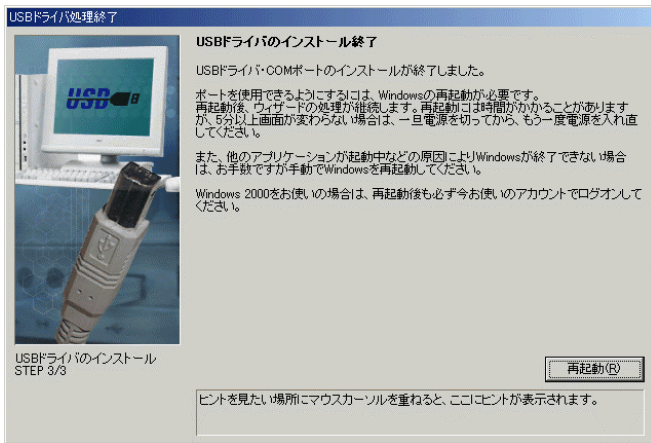 USBドライバ処理終了
USBドライバのインストール終了
USBドライバ・COMポートのインストールが終了しました。
ポートを使用できるようにするには、Windowsの再起動が必要です。
再起動後、ウィザードの処理が継続します。再起動には時間がかかることがあります
が、5分以上画面が変わらない場合は、一旦電源を切ってから、もう一度電源を入れ直
してください。
また、他のアプリケーションが起動中などの原因によりWindowsが終了できない場合
は、お手数ですが手動でWindowsを再起動してください。
Windows 2000をお使いの場合は、再起動後も必ず今お使いのアカウントでログオンして
ください。
USB
USBドライバのインストール
STEP 3/3
再起動(R)
ヒントを見たい場所にマウスカーソルを重ねると、ここにヒントが表示されます。